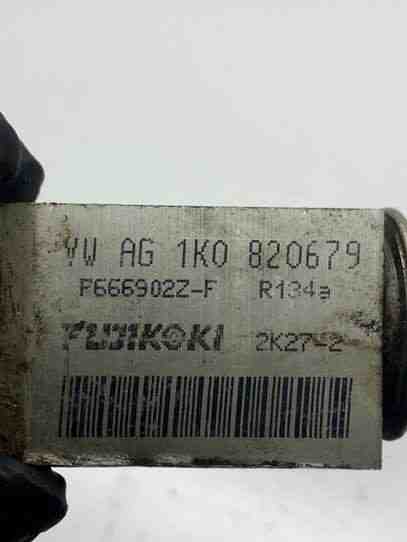 VW AG 1K0 820679
F666902Z-F R134a
FUJIKOKI 2K27-2